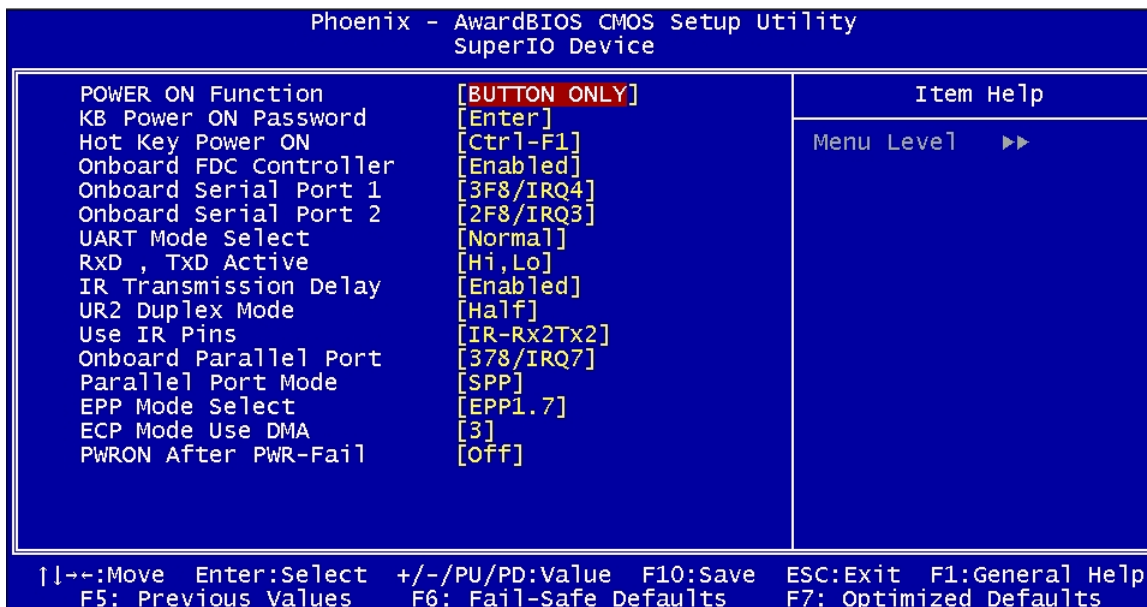 Phoenix - AwardBIOS CMOS Setup Utility
SuperIO Device
POWER ON Function [BUTTON ONLY]
KB Power ON Password [Enter]
Hot Key Power ON [Ctrl-F1]
Onboard FDC Controller [Enabled]
Onboard Serial Port 1 [3F8/IRQ4]
Onboard Serial Port 2 [2F8/IRQ3]
UART Mode Select [Normal]
RxD , TxD Active [Hi,Lo]
IR Transmission Delay [Enabled]
UR2 Duplex Mode [Half]
Use IR Pins [IR-Rx2Tx2]
Onboard Parallel Port [378/IRQ7]
Parallel Port Mode [SPP]
EPP Mode Select [EPP1.7]
ECP Mode Use DMA [3]
PWRON After PWR-Fail [Off]
Item Help
Menu Level ▶▶
↑↓→←:Move Enter:Select +/-/PU/PD:Value F10:Save ESC:Exit F1:General Help
F5: Previous Values F6: Fail-Safe Defaults F7: Optimized Defaults